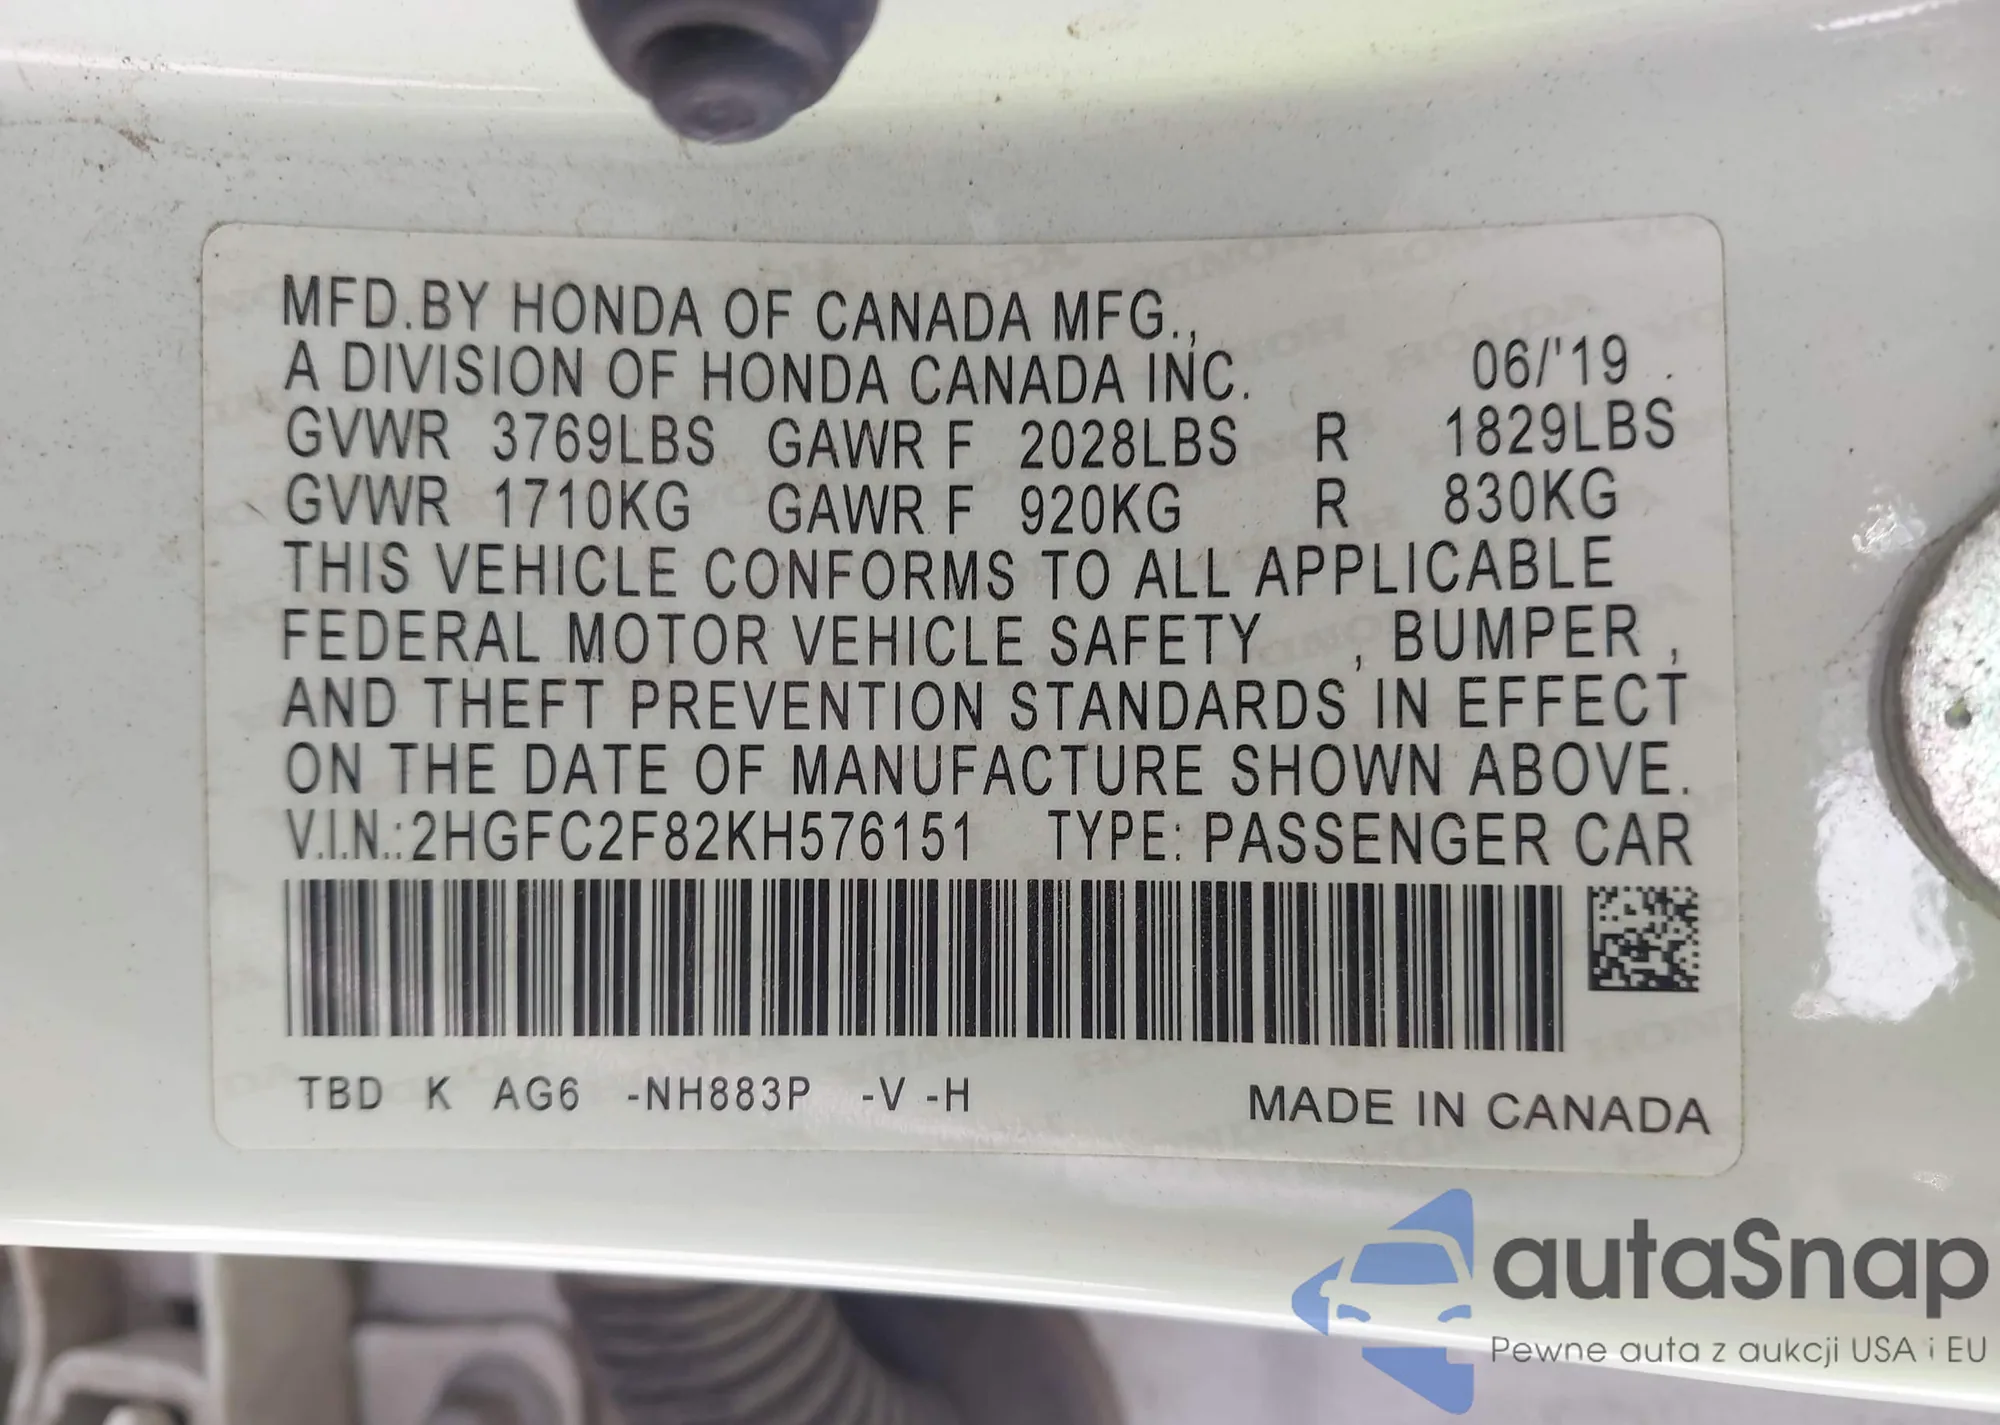 MFD.BY HONDA OF CANADA MFG.,
A DIVISION OF HONDA CANADA INC. 06/'19
GVWR 3769LBS GAWR F 2028LBS R 1829LBS
GVWR 1710KG GAWR F 920KG R 830KG
THIS VEHICLE CONFORMS TO ALL APPLICABLE
FEDERAL MOTOR VEHICLE SAFETY , BUMPER ,
AND THEFT PREVENTION STANDARDS IN EFFECT
ON THE DATE OF MANUFACTURE SHOWN ABOVE.
V.I.N.:2HGFC2F82KH576151 TYPE: PASSENGER CAR
TBD K AG6 -NH883P -V -H MADE IN CANADA
autaSnap
Pewne auta z aukcji USA i EU